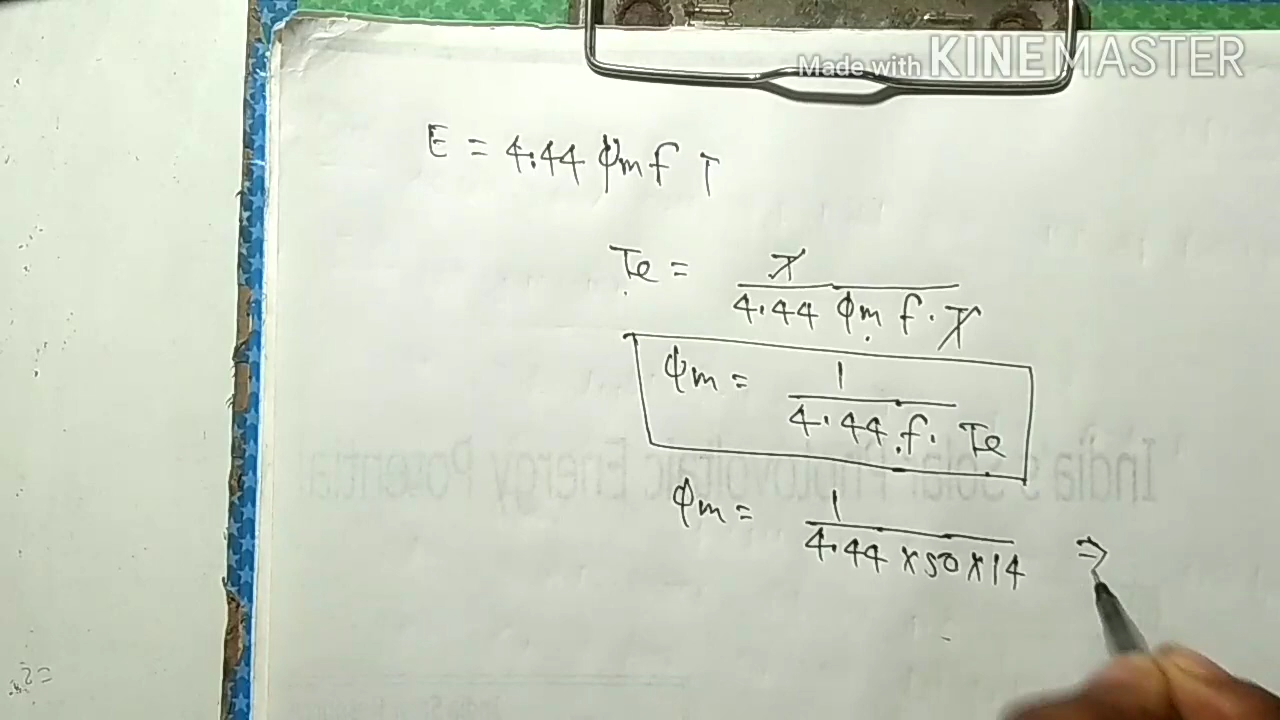 Made with KINEMASTER
E = 4.44 ϕm f T
Te = T / 4.44 ϕm f. T
ϕm = 1 / 4.44. f. Te
India's Solar Photovoltaic Energy Potential
ϕm = 1 / 4.44 x 50 x 14 ⇒